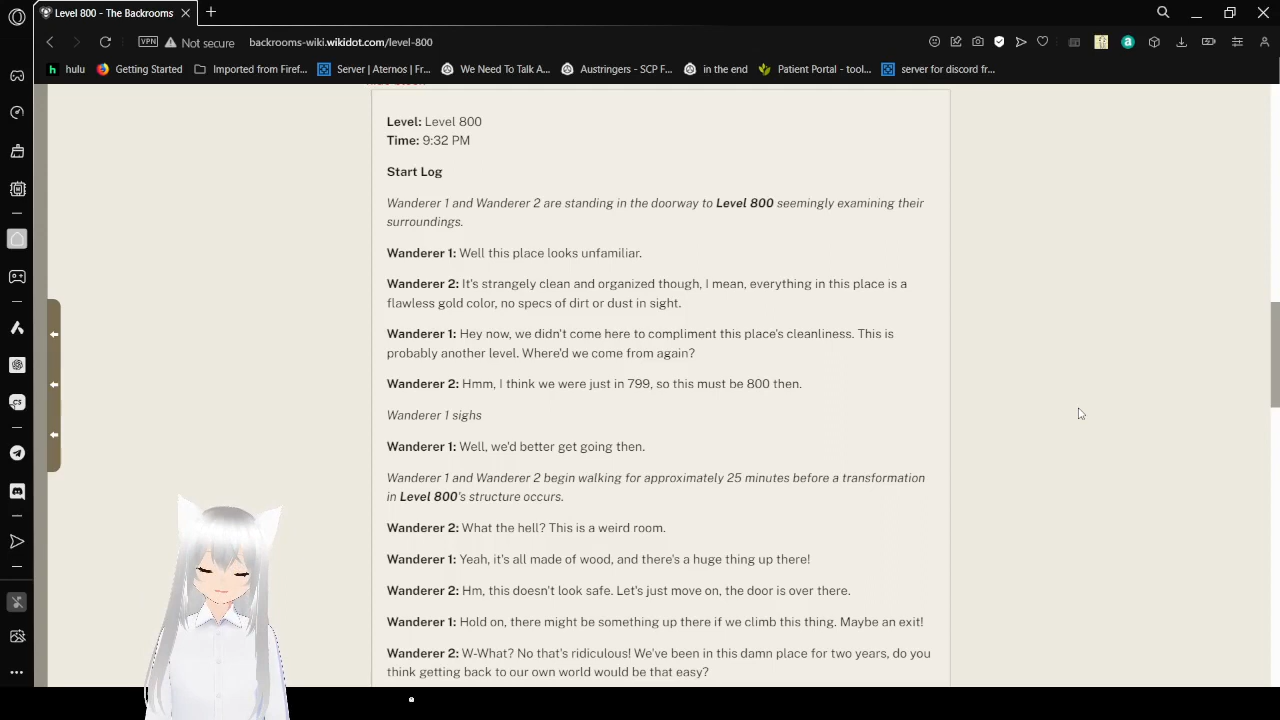 Level 800 - The Backrooms
VPN
Not secure
backrooms-wiki.wikidot.com/level-800
hulu
Getting Started
Imported from Firef...
Server | Aternos | Fr...
We Need To Talk A...
Austringers - SCP F...
in the end
Patient Portal - tool...
server for discord fr...
Level: Level 800
Time: 9:32 PM
Start Log
Wanderer 1 and Wanderer 2 are standing in the doorway to Level 800 seemingly examining their
surroundings.
Wanderer 1: Well this place looks unfamiliar.
Wanderer 2: It's strangely clean and organized though, I mean, everything in this place is a
flawless gold color, no specs of dirt or dust in sight.
Wanderer 1: Hey now, we didn't come here to compliment this place's cleanliness. This is
probably another level. Where'd we come from again?
Wanderer 2: Hmm, I think we were just in 799, so this must be 800 then.
Wanderer 1 sighs
Wanderer 1: Well, we'd better get going then.
Wanderer 1 and Wanderer 2 begin walking for approximately 25 minutes before a transformation
in Level 800's structure occurs.
Wanderer 2: What the hell? This is a weird room.
Wanderer 1: Yeah, it's all made of wood, and there's a huge thing up there!
Wanderer 2: Hm, this doesn't look safe. Let's just move on, the door is over there.
Wanderer 1: Hold on, there might be something up there if we climb this thing. Maybe an exit!
Wanderer 2: W-What? No that's ridiculous! We've been in this damn place for two years, do you
think getting back to our own world would be that easy?